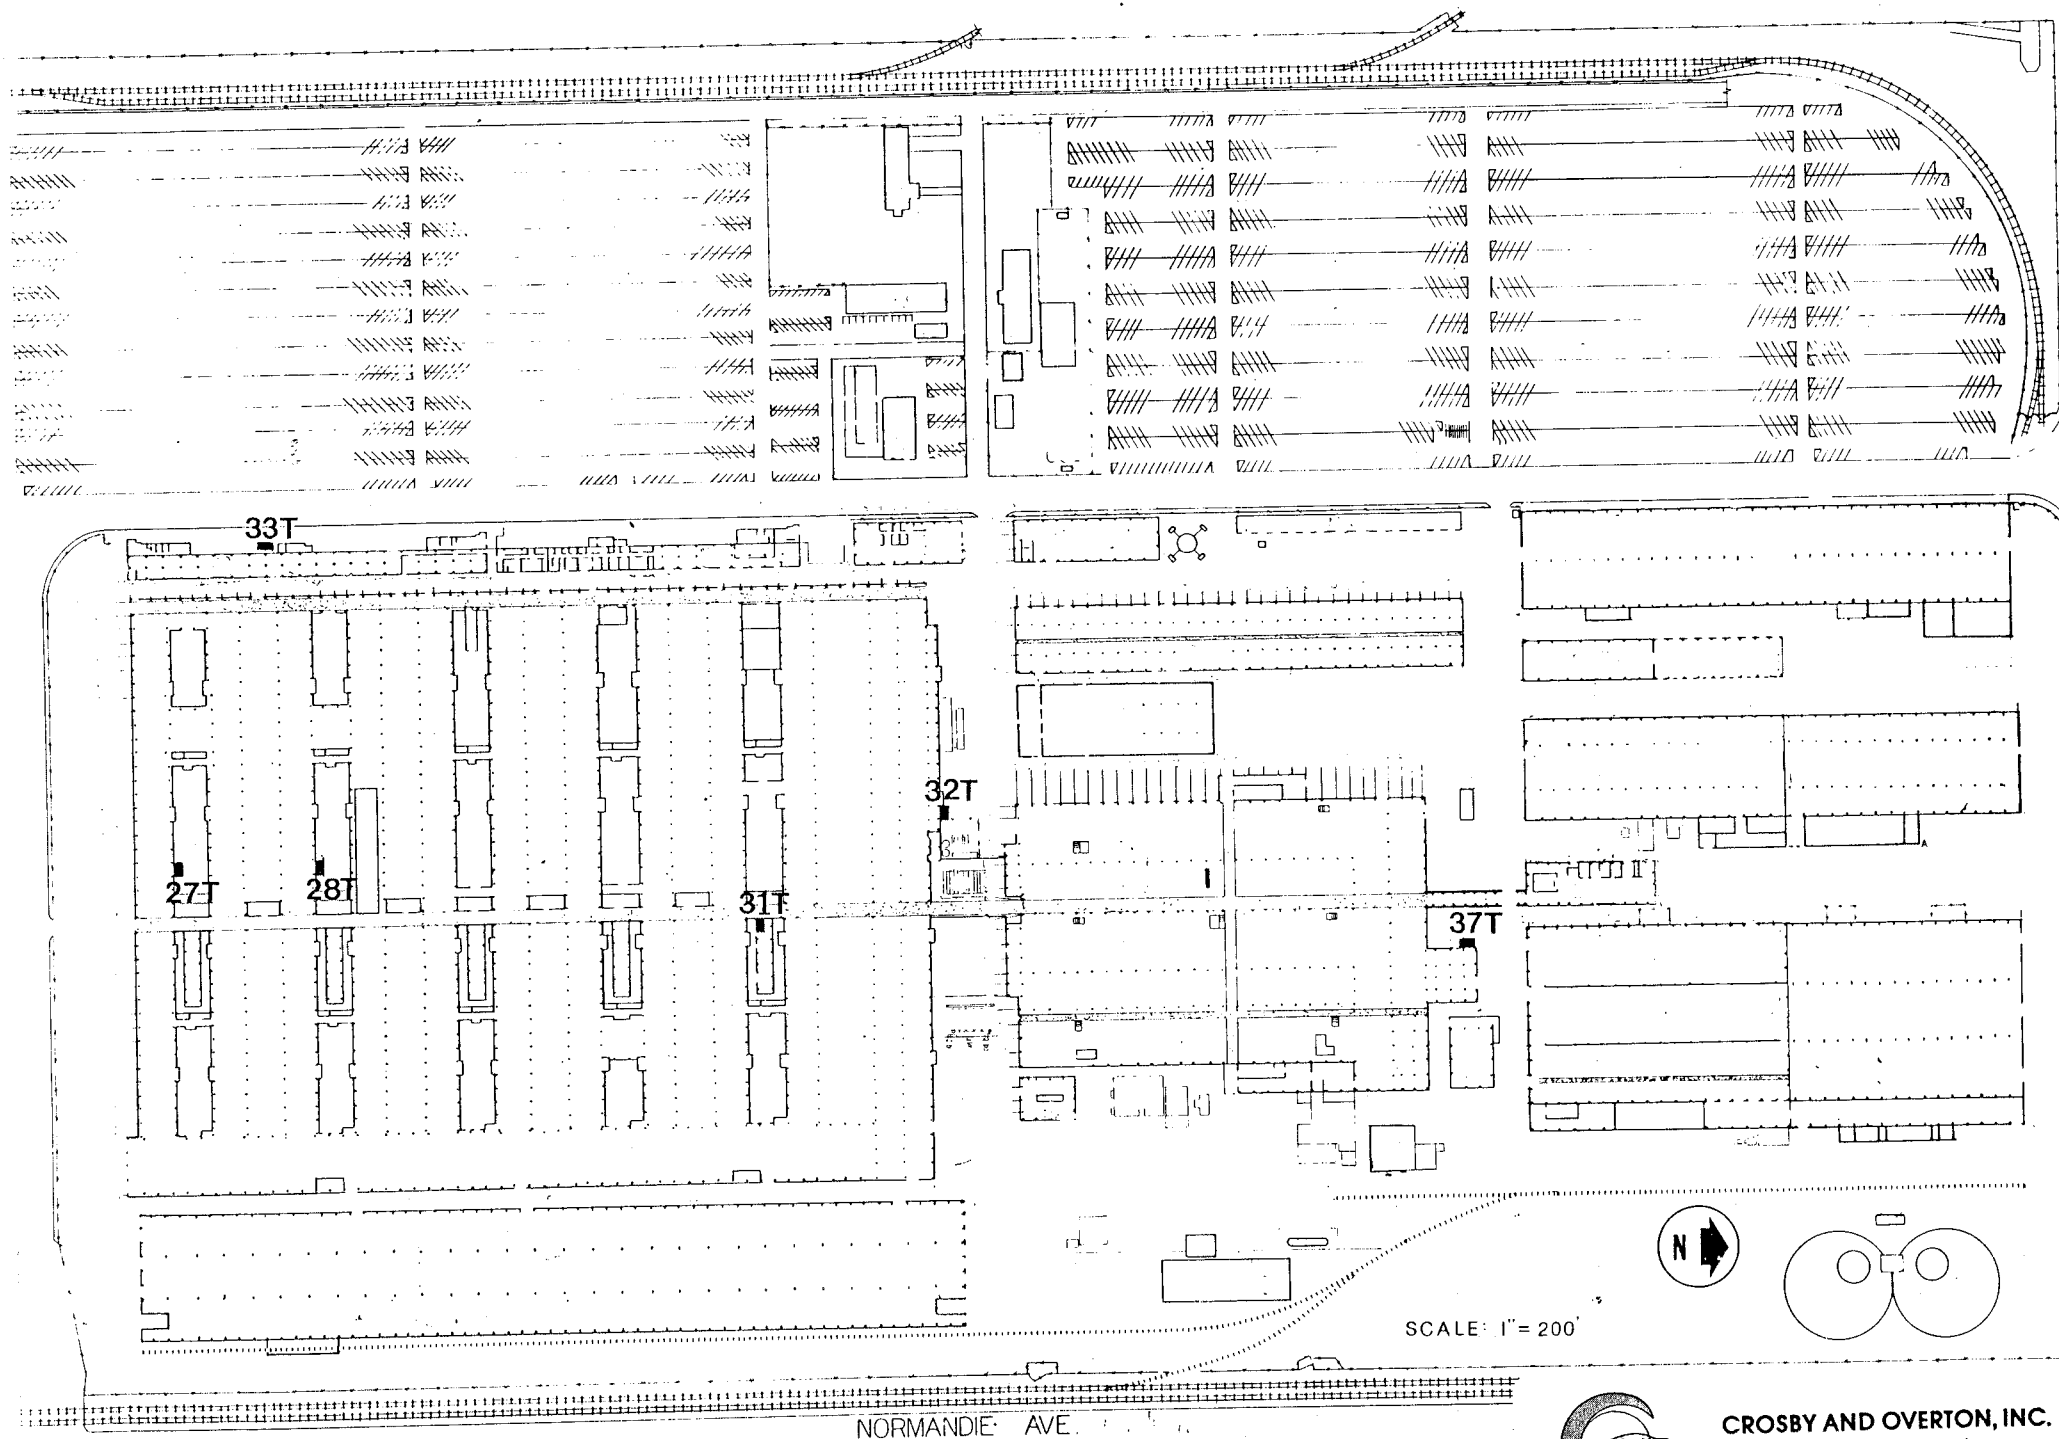 33T
32T
27T
28T
31T
37T
N
SCALE: 1"= 200'
NORMANDIE AVE.
CROSBY AND OVERTON, INC.